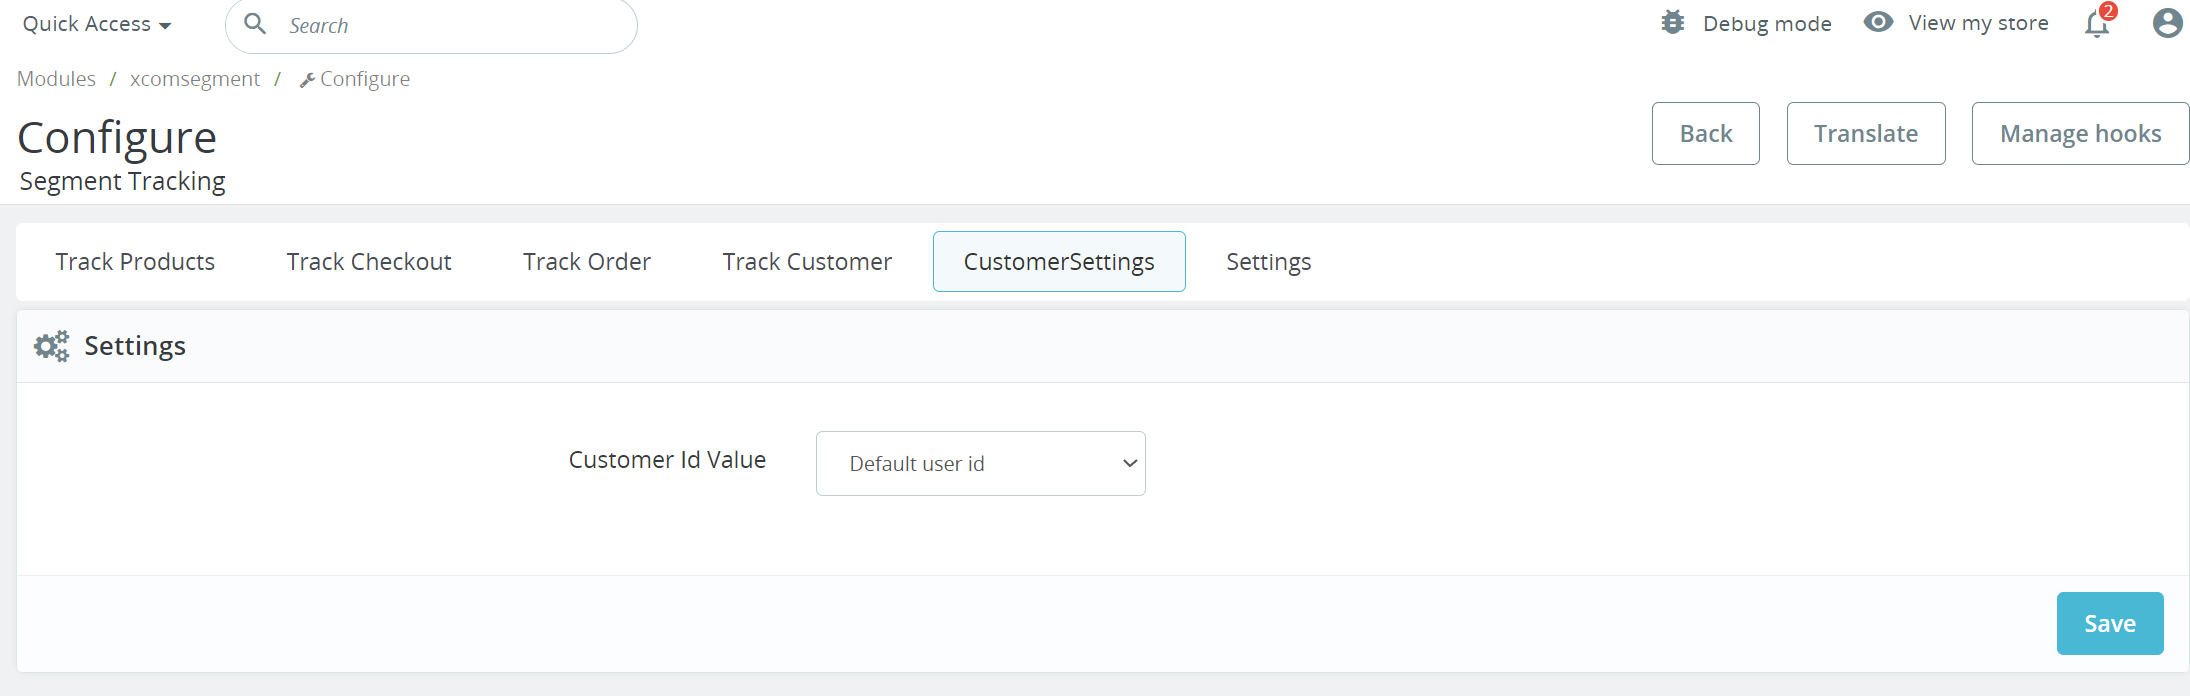 Quick Access Search Debug mode View my store 2
Modules / xcomsegment / Configure
Configure
Segment Tracking
Back Translate Manage hooks
Track Products Track Checkout Track Order Track Customer CustomerSettings Settings
Settings
Customer Id Value Default user id
Save